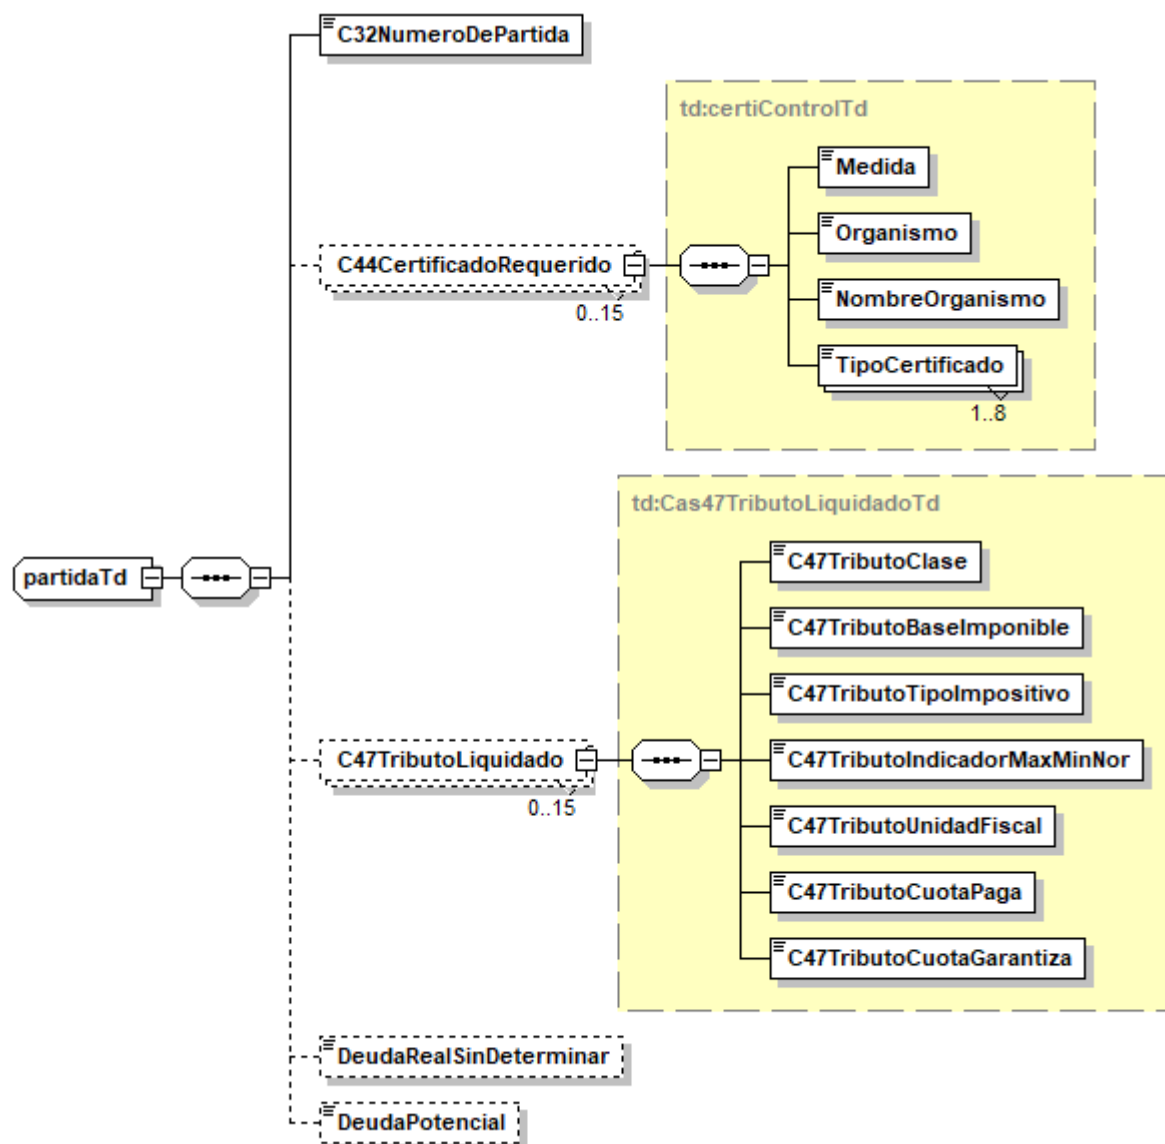 C32NumeroDePartida
td:certiControlTd
Medida
Organismo
C44CertificadoRequerido
0..15
NombreOrganismo
TipoCertificado
1..8
td:Cas47TributoLiquidadoTd
C47TributoClase
partidaTd
C47TributoBaseImponible
C47TributoTipoImpositivo
C47TributoLiquidado
0..15
C47TributoIndicadorMaxMinNor
C47TributoUnidadFiscal
C47TributoCuotaPaga
C47TributoCuotaGarantiza
DeudaRealSinDeterminar
DeudaPotencial